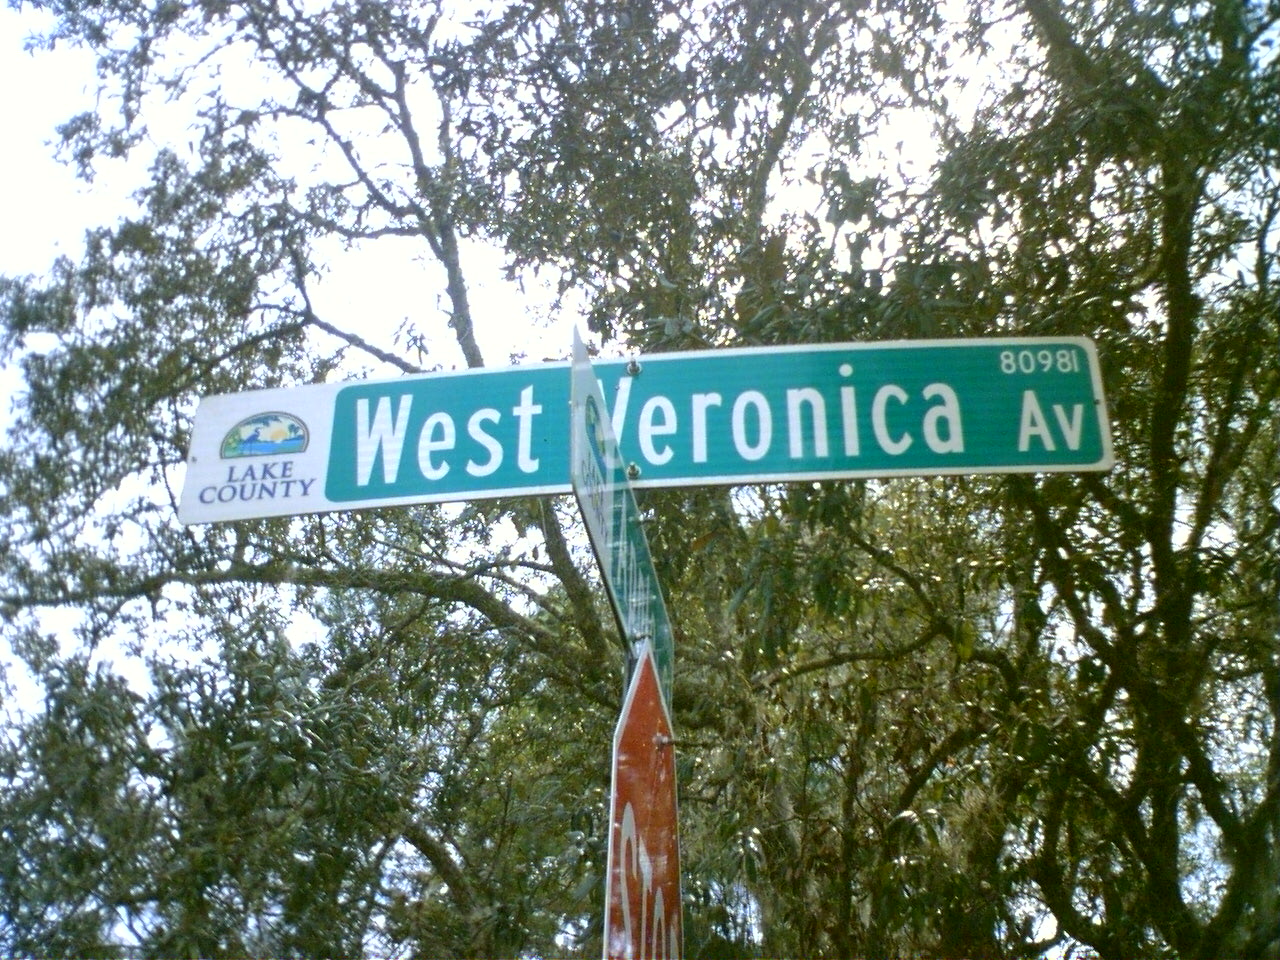 LAKE
COUNTY
West Veronica Av
80981